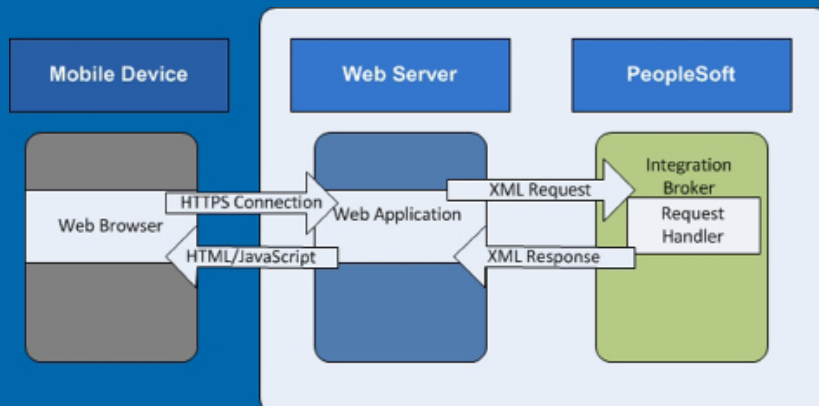 Mobile Device
Web Server
PeopleSoft
Web Browser
HTTPS Connection
HTML/JavaScript
Web Application
XML Request
XML Response
Integration
Broker
Request
Handler